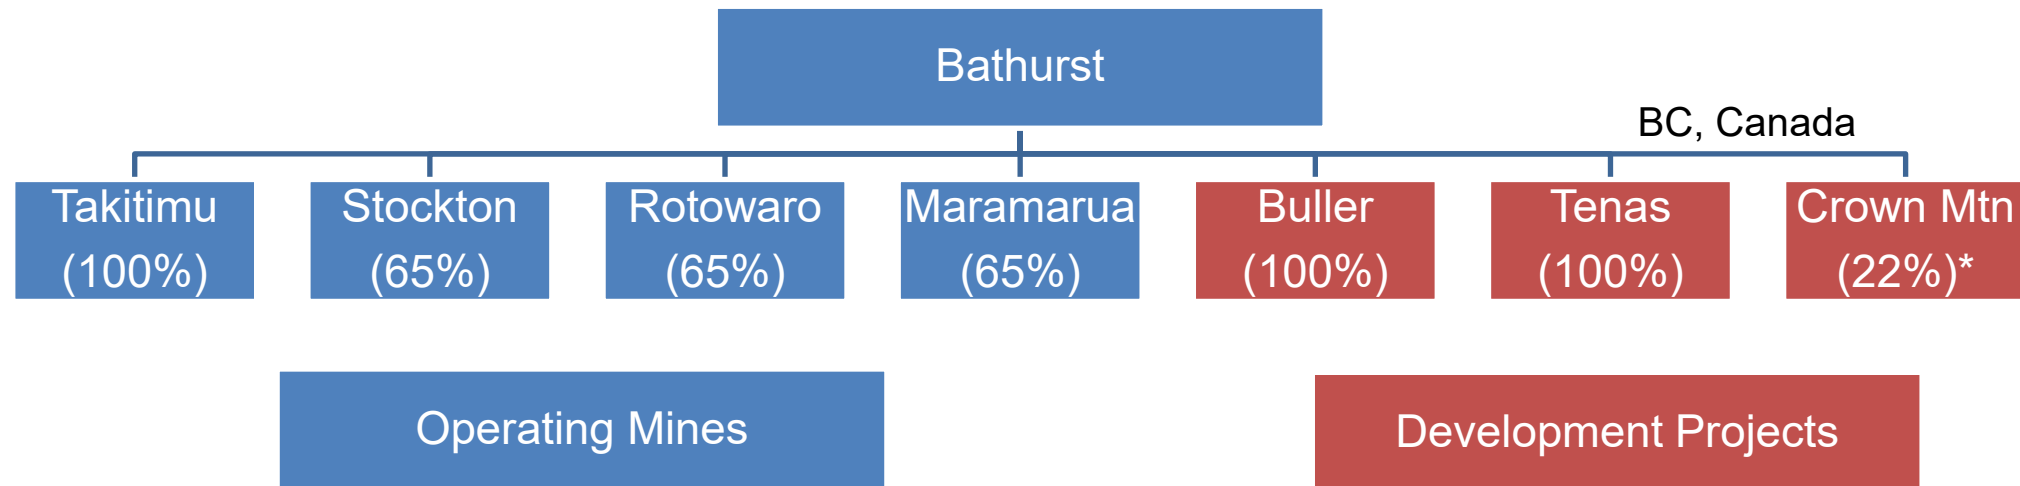 Bathurst
BC, Canada
Takitimu
(100%)
Stockton
(65%)
Rotowaro
(65%)
Maramarua
(65%)
Buller
(100%)
Tenas
(100%)
Crown Mtn
(22%)*
Operating Mines
Development Projects